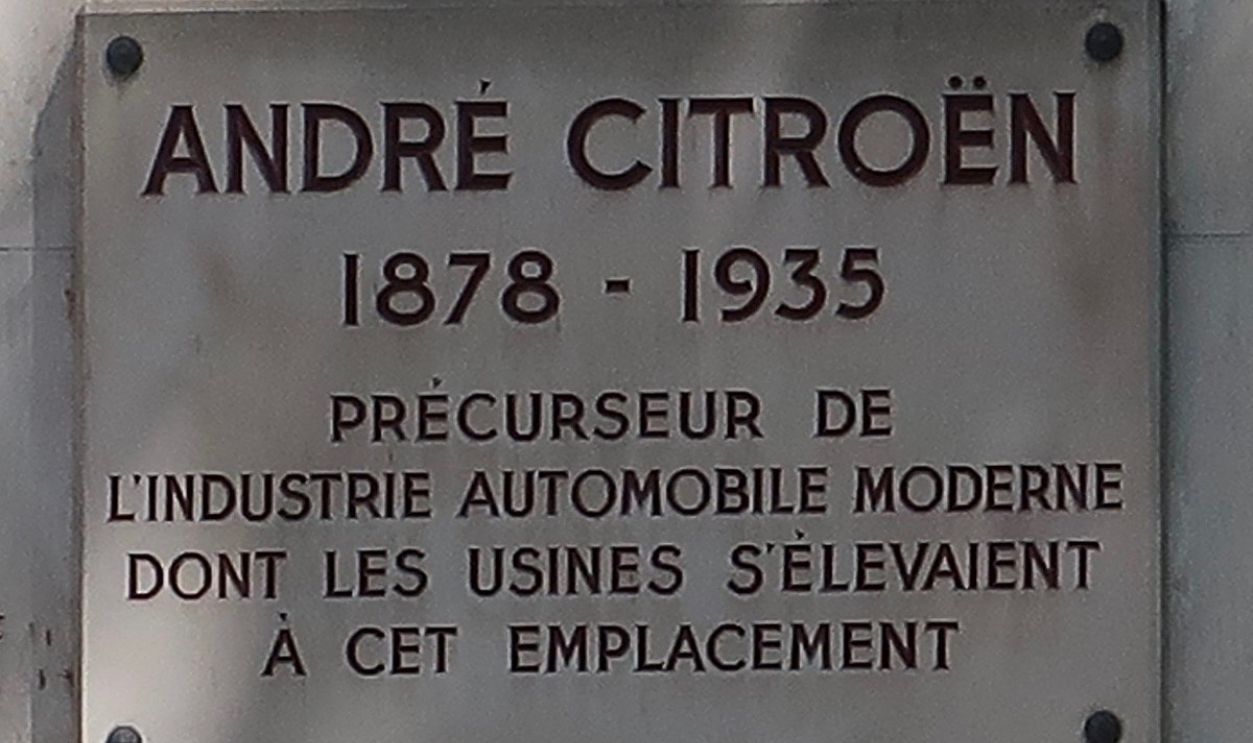 ANDRÉ CITROËN
1878 - 1935
PRÉCURSEUR DE
L'INDUSTRIE AUTOMOBILE MODERNE
DONT LES USINES S'ÉLEVAIENT
À CET EMPLACEMENT